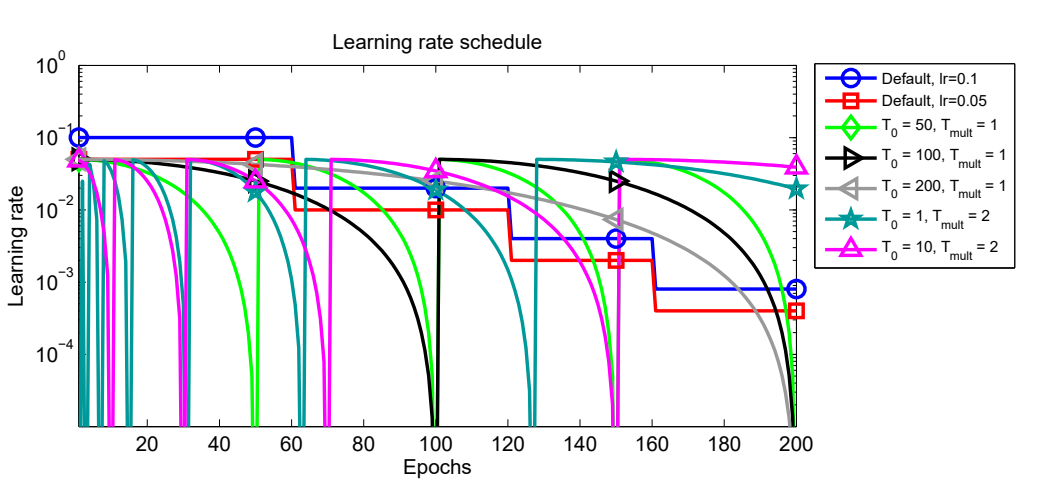 Learning rate schedule
10^0
10^−1
10^−2
10^−3
10^−4
Learning rate
20 40 60 80 100 120 140 160 180 200
Epochs
Default, lr=0.1
Default, lr=0.05
T_0 = 50, T_mult = 1
T_0 = 100, T_mult = 1
T_0 = 200, T_mult = 1
T_0 = 1, T_mult = 2
T_0 = 10, T_mult = 2